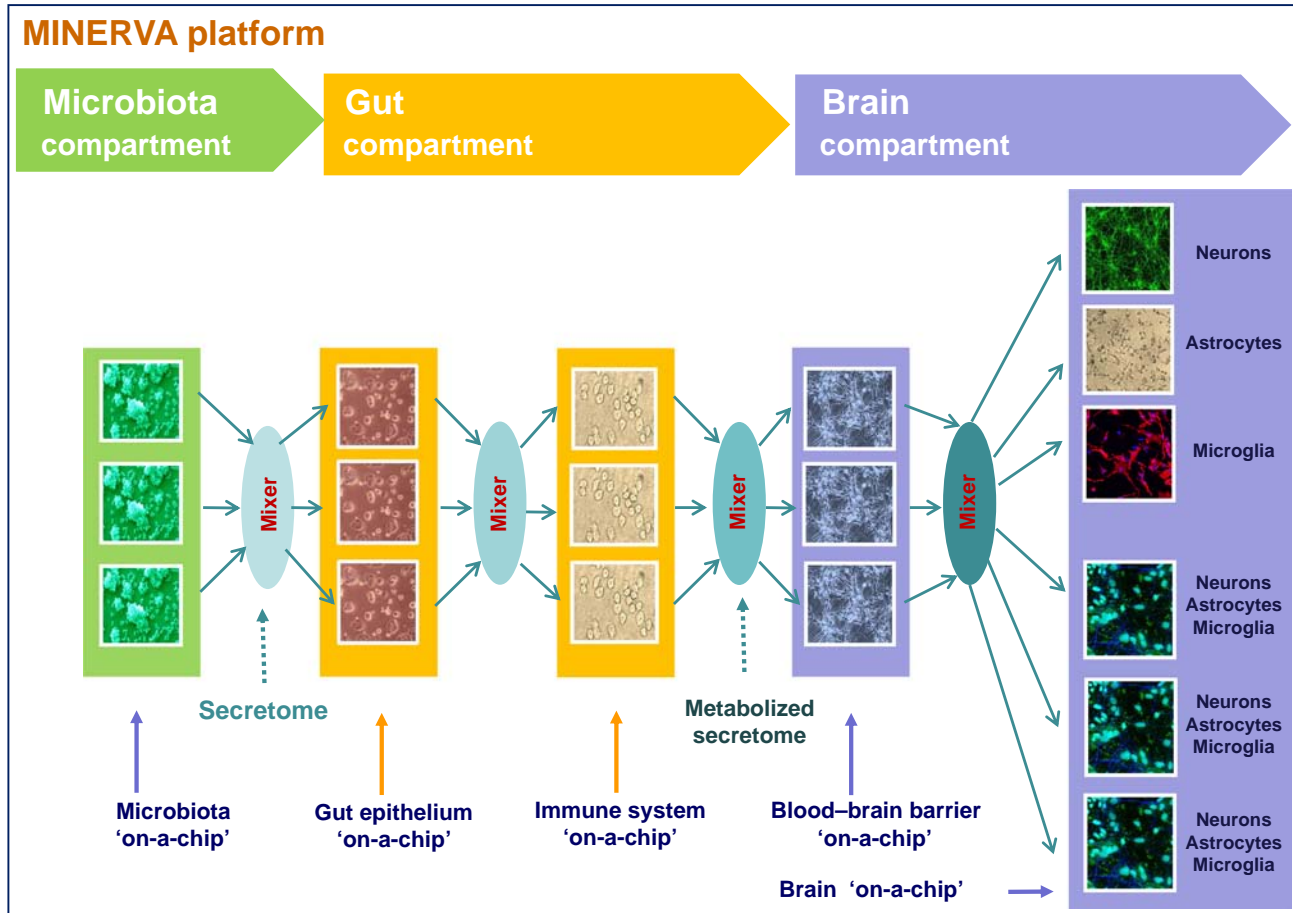 MINERVA platform
Microbiota
compartment
Gut
compartment
Brain
compartment
Neurons
Astrocytes
Microglia
Mixer
Mixer
Mixer
Mixer
Neurons
Astrocytes
Microglia
Neurons
Astrocytes
Microglia
Neurons
Astrocytes
Microglia
Secretome
Metabolized
secretome
Microbiota
‘on-a-chip’
Gut epithelium
‘on-a-chip’
Immune system
‘on-a-chip’
Blood–brain barrier
‘on-a-chip’
Brain ‘on-a-chip’